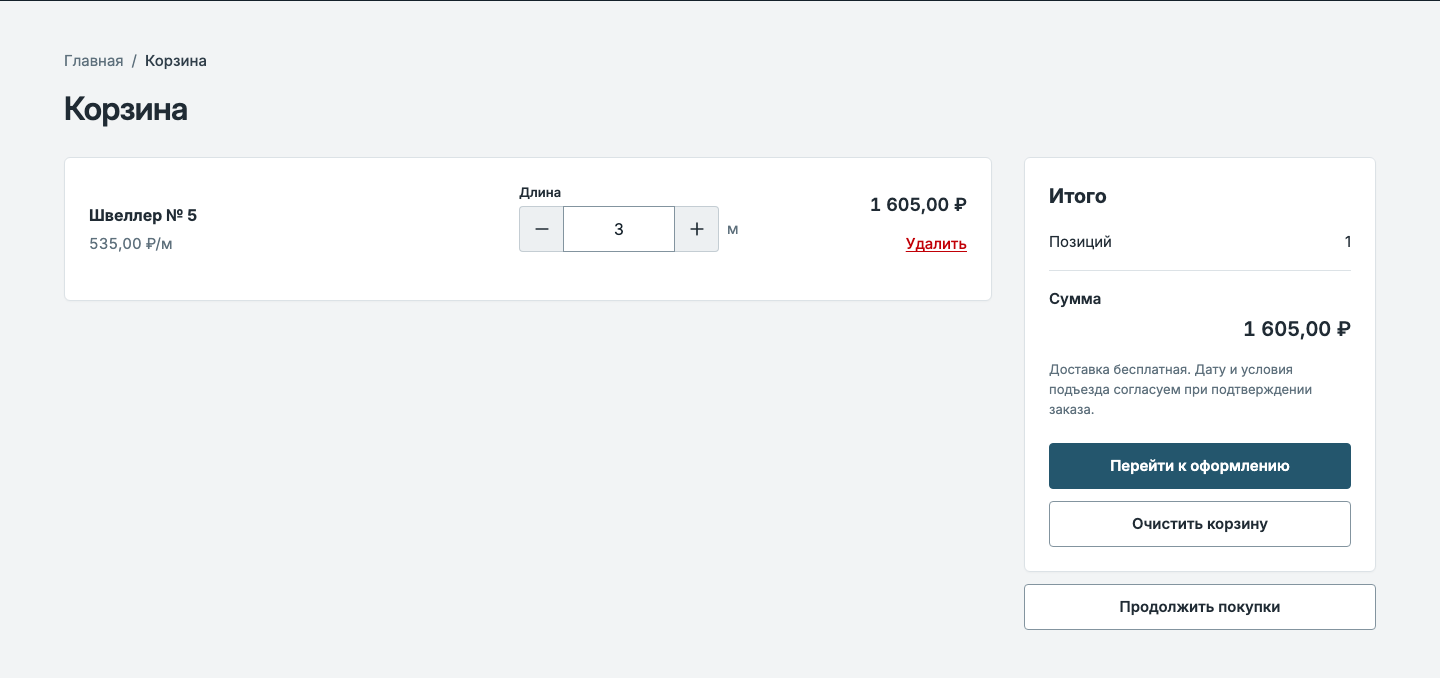 Главная / Корзина
Корзина
Швеллер № 5
535,00 ₽/м
Длина
− 3 + м
1 605,00 ₽
Удалить
Итого
Позиций 1
Сумма
1 605,00 ₽
Доставка бесплатная. Дату и условия
подъезда согласуем при подтверждении
заказа.
Перейти к оформлению
Очистить корзину
Продолжить покупки